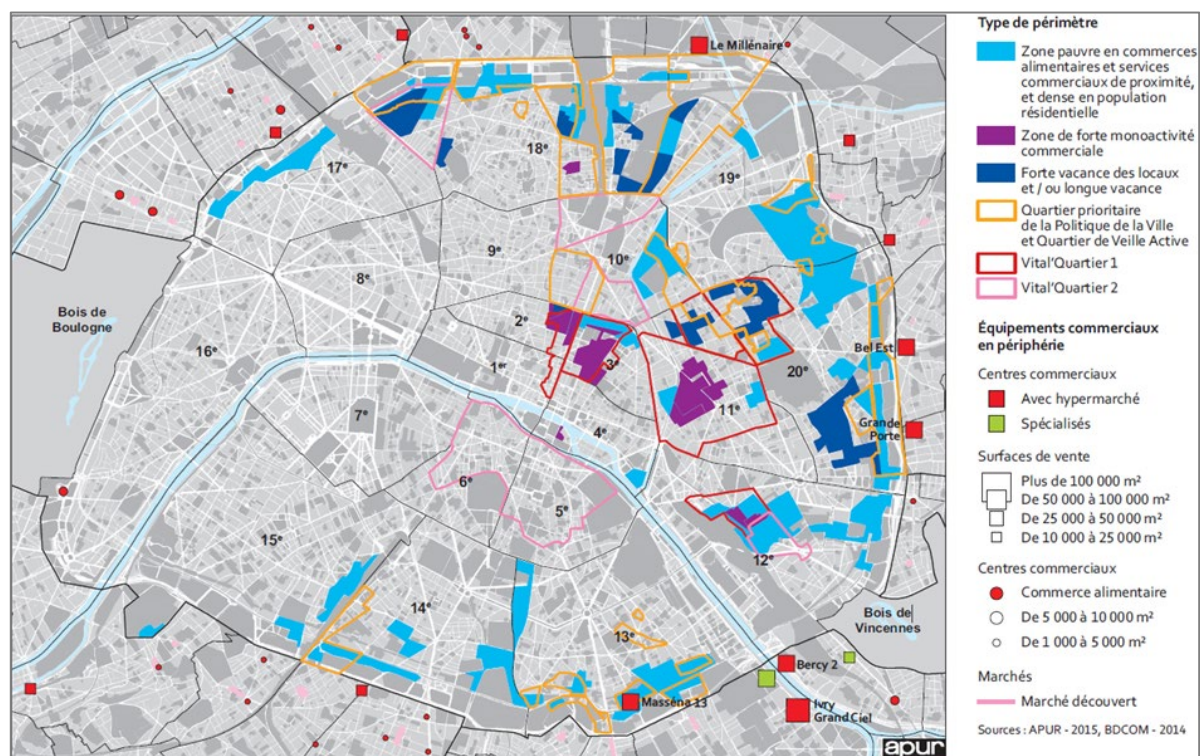 Le Millénaire
18e
17e
19e
9e
10e
8e
Bois de
Boulogne
2e
16e
Bel Est
1er
3e
20e
11e
7e
Grande
Porte
4e
6e
5e
15e
12e
14e
Bois de
Vincennes
13e
Bercy 2
Masséna 13
Ivry
Grand Ciel
apur
Type de périmètre
Zone pauvre en commerces
alimentaires et services
commerciaux de proximité,
et dense en population
résidentielle
Zone de forte monoactivité
commerciale
Forte vacance des locaux
et / ou longue vacance
Quartier prioritaire
de la Politique de la Ville
et Quartier de Veille Active
Vital'Quartier 1
Vital'Quartier 2
Équipements commerciaux
en périphérie
Centres commerciaux
Avec hypermarché
Spécialisés
Surfaces de vente
Plus de 100 000 m²
De 50 000 à 100 000 m²
De 25 000 à 50 000 m²
De 10 000 à 25 000 m²
Centres commerciaux
Commerce alimentaire
De 5 000 à 10 000 m²
De 1 000 à 5 000 m²
Marchés
Marché découvert
Sources : APUR - 2015, BDCOM - 2014